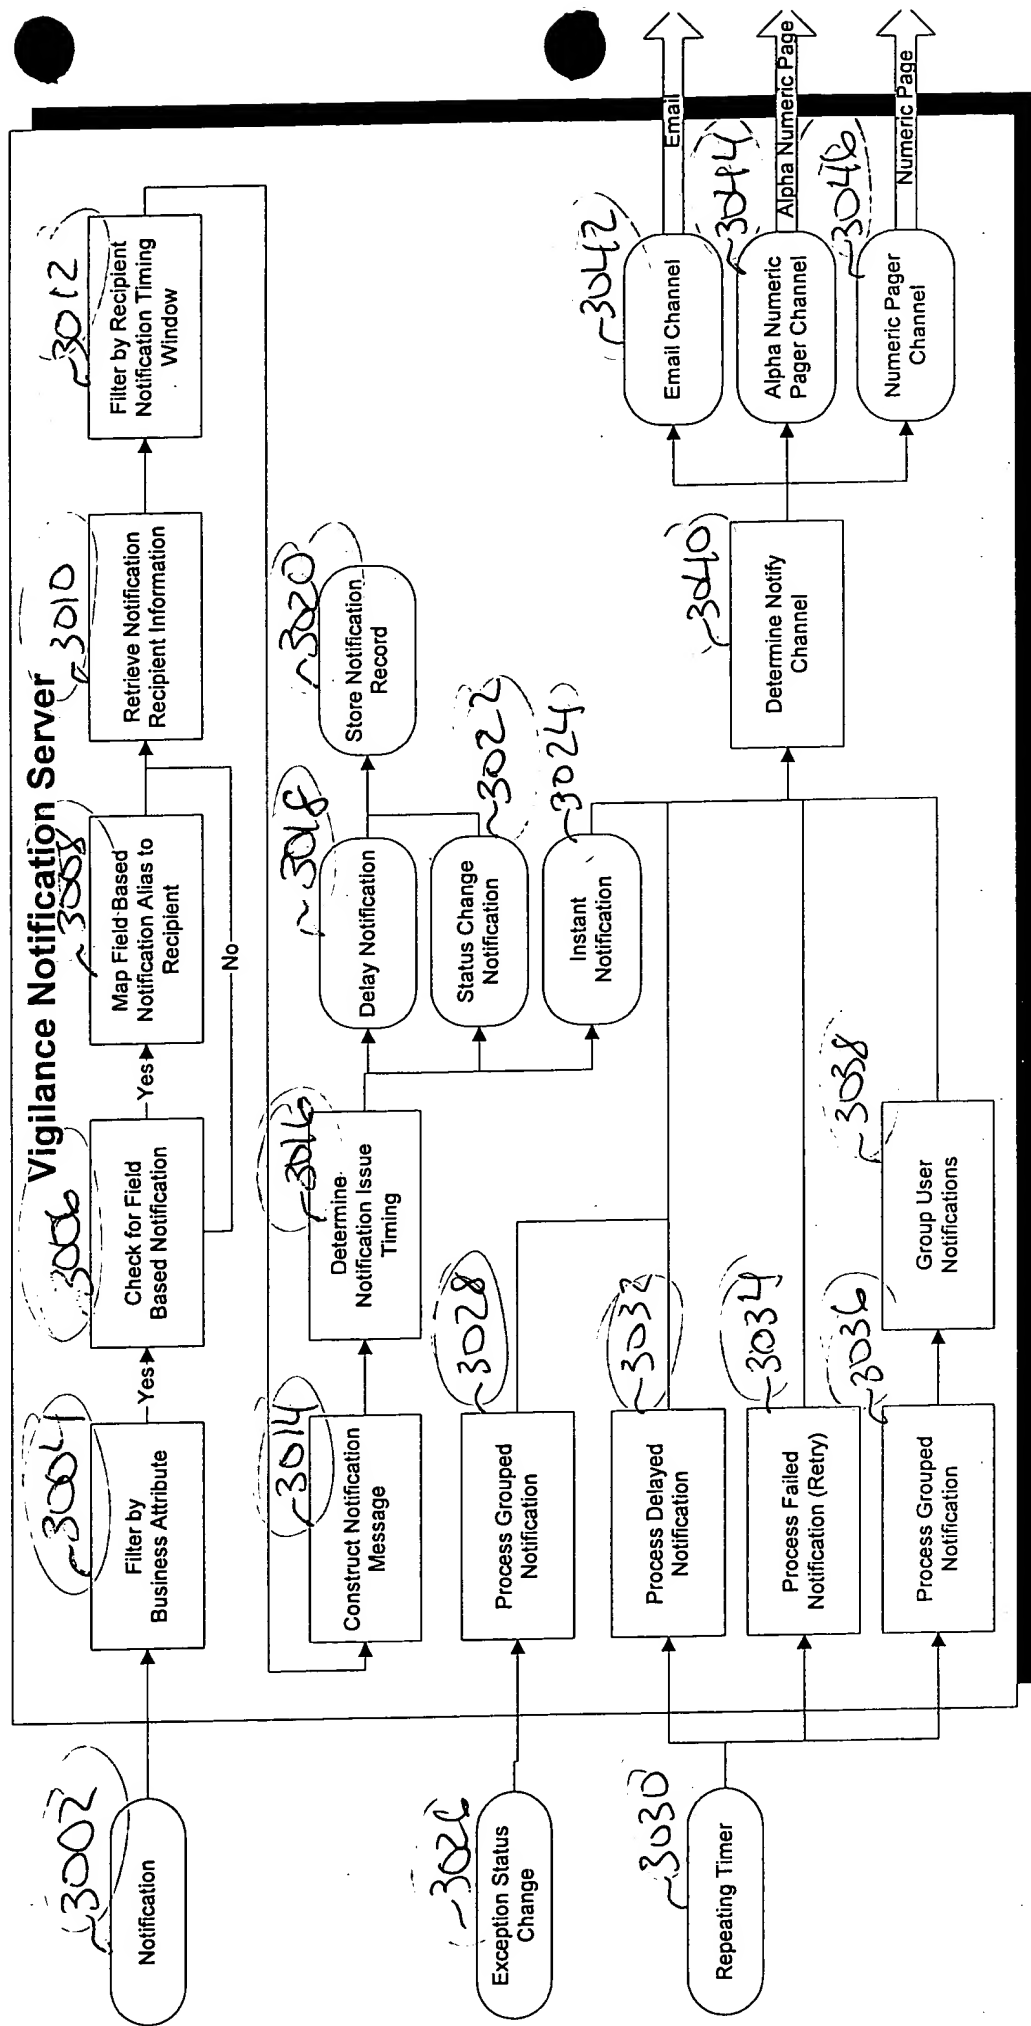 Vigilance Notification Server
~3002
Notification
~3004
Filter by
Business Attribute
Yes
3006
Check for Field
Based Notification
Yes
No
~3008
Map Field-Based
Notification Alias to
Recipient
~3010
Retrieve Notification
Recipient Information
~3012
Filter by Recipient
Notification Timing
Window
~3014
Construct Notification
Message
~3016
Determine
Notification Issue
Timing
~3018
Delay Notification
~3020
Store Notification
Record
Status Change
Notification
~3022
Instant
Notification
~3024
~3026
Exception Status
Change
~3028
Process Grouped
Notification
~3030
Repeating Timer
~3032
Process Delayed
Notification
~3034
Process Failed
Notification (Retry)
~3036
Process Grouped
Notification
~3038
Group User
Notifications
~3040
Determine Notify
Channel
~3042
Email Channel
Email
~3044
Alpha Numeric
Pager Channel
Alpha Numeric Page
~3046
Numeric Pager
Channel
Numeric Page